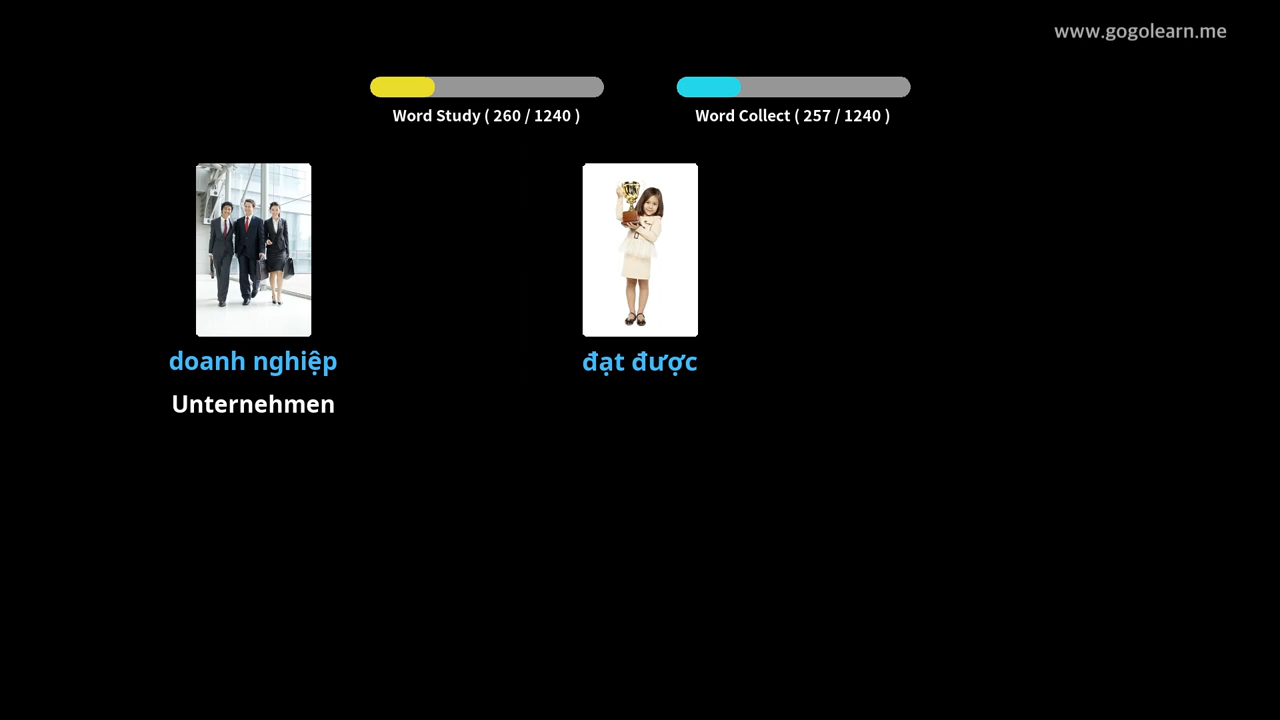 www.gogolearn.me
Word Study ( 260 / 1240 )
Word Collect ( 257 / 1240 )
doanh nghiệp
đạt được
Unternehmen